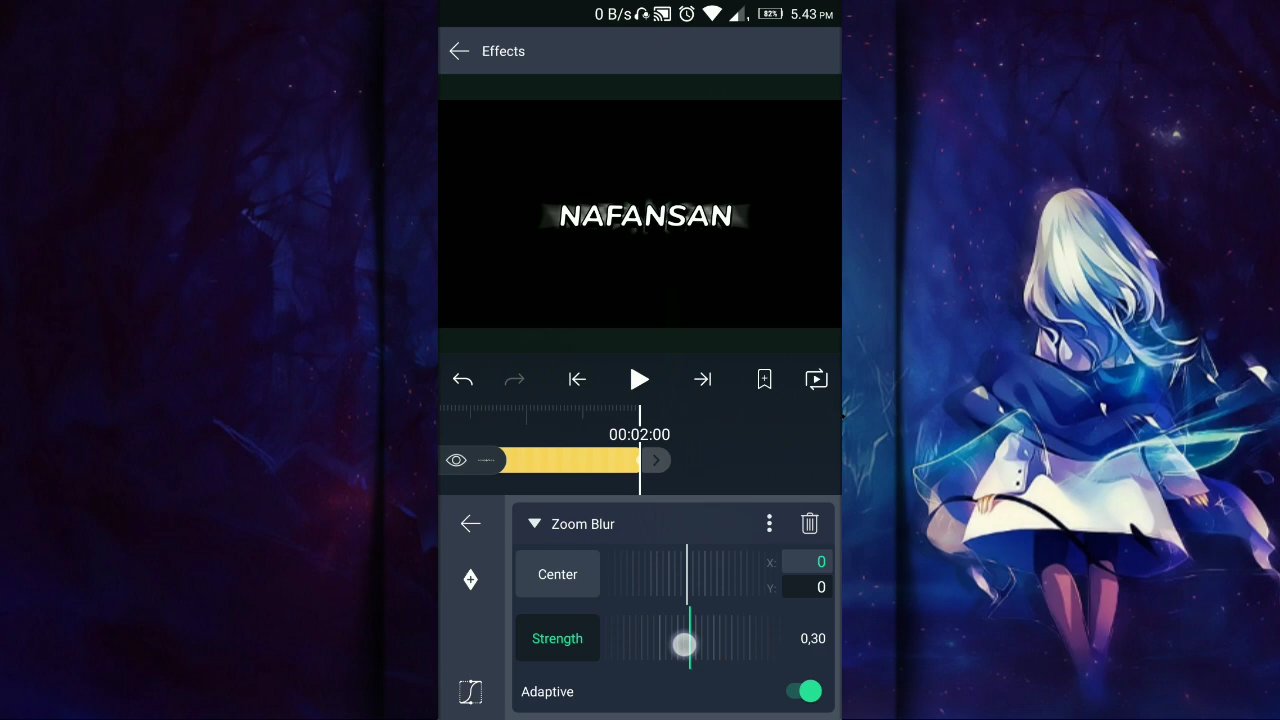 0 B/s 82% 5.43 PM
Effects
NAFANSAN
00:02:00
Zoom Blur
Center
X: 0
Y: 0
Strength 0,30
Adaptive